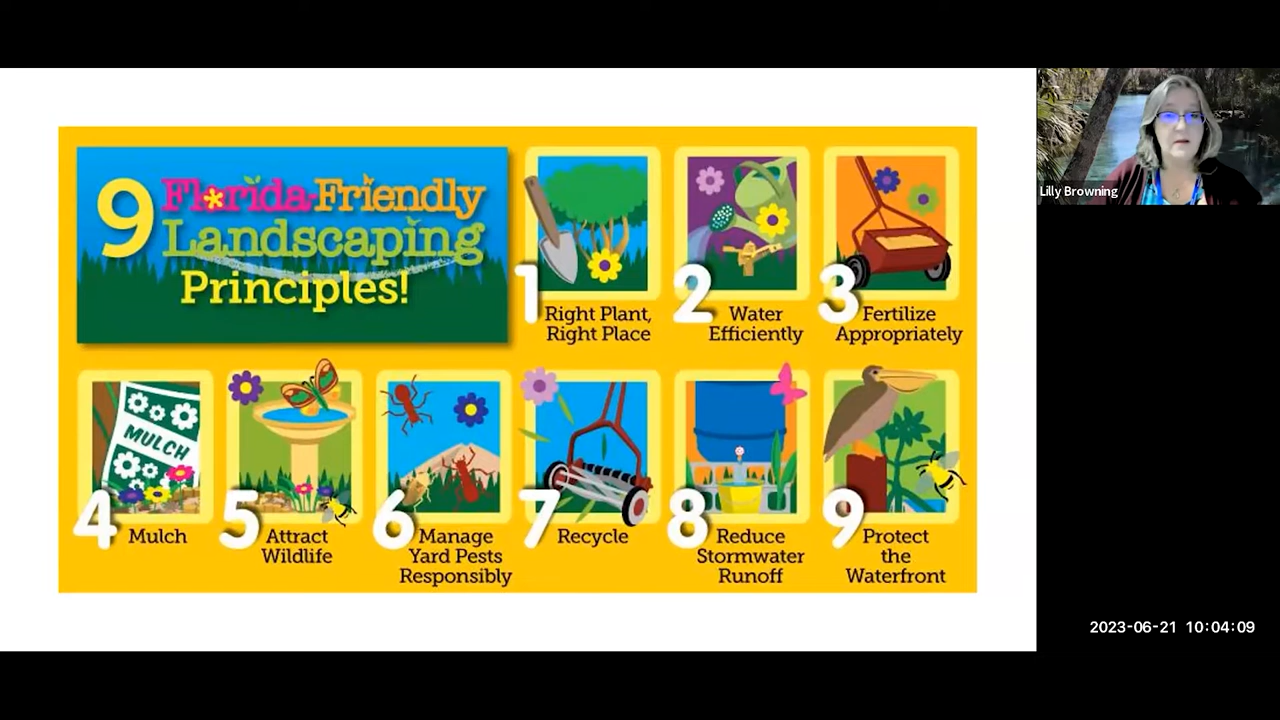 9 Florida-Friendly
Landscaping
Principles!
1 Right Plant,
Right Place
2 Water
Efficiently
3 Fertilize
Appropriately
MULCH
4 Mulch
5 Attract
Wildlife
6 Manage
Yard Pests
Responsibly
7 Recycle
8 Reduce
Stormwater
Runoff
9 Protect
the
Waterfront
Lilly Browning
2023-06-21 10:04:09